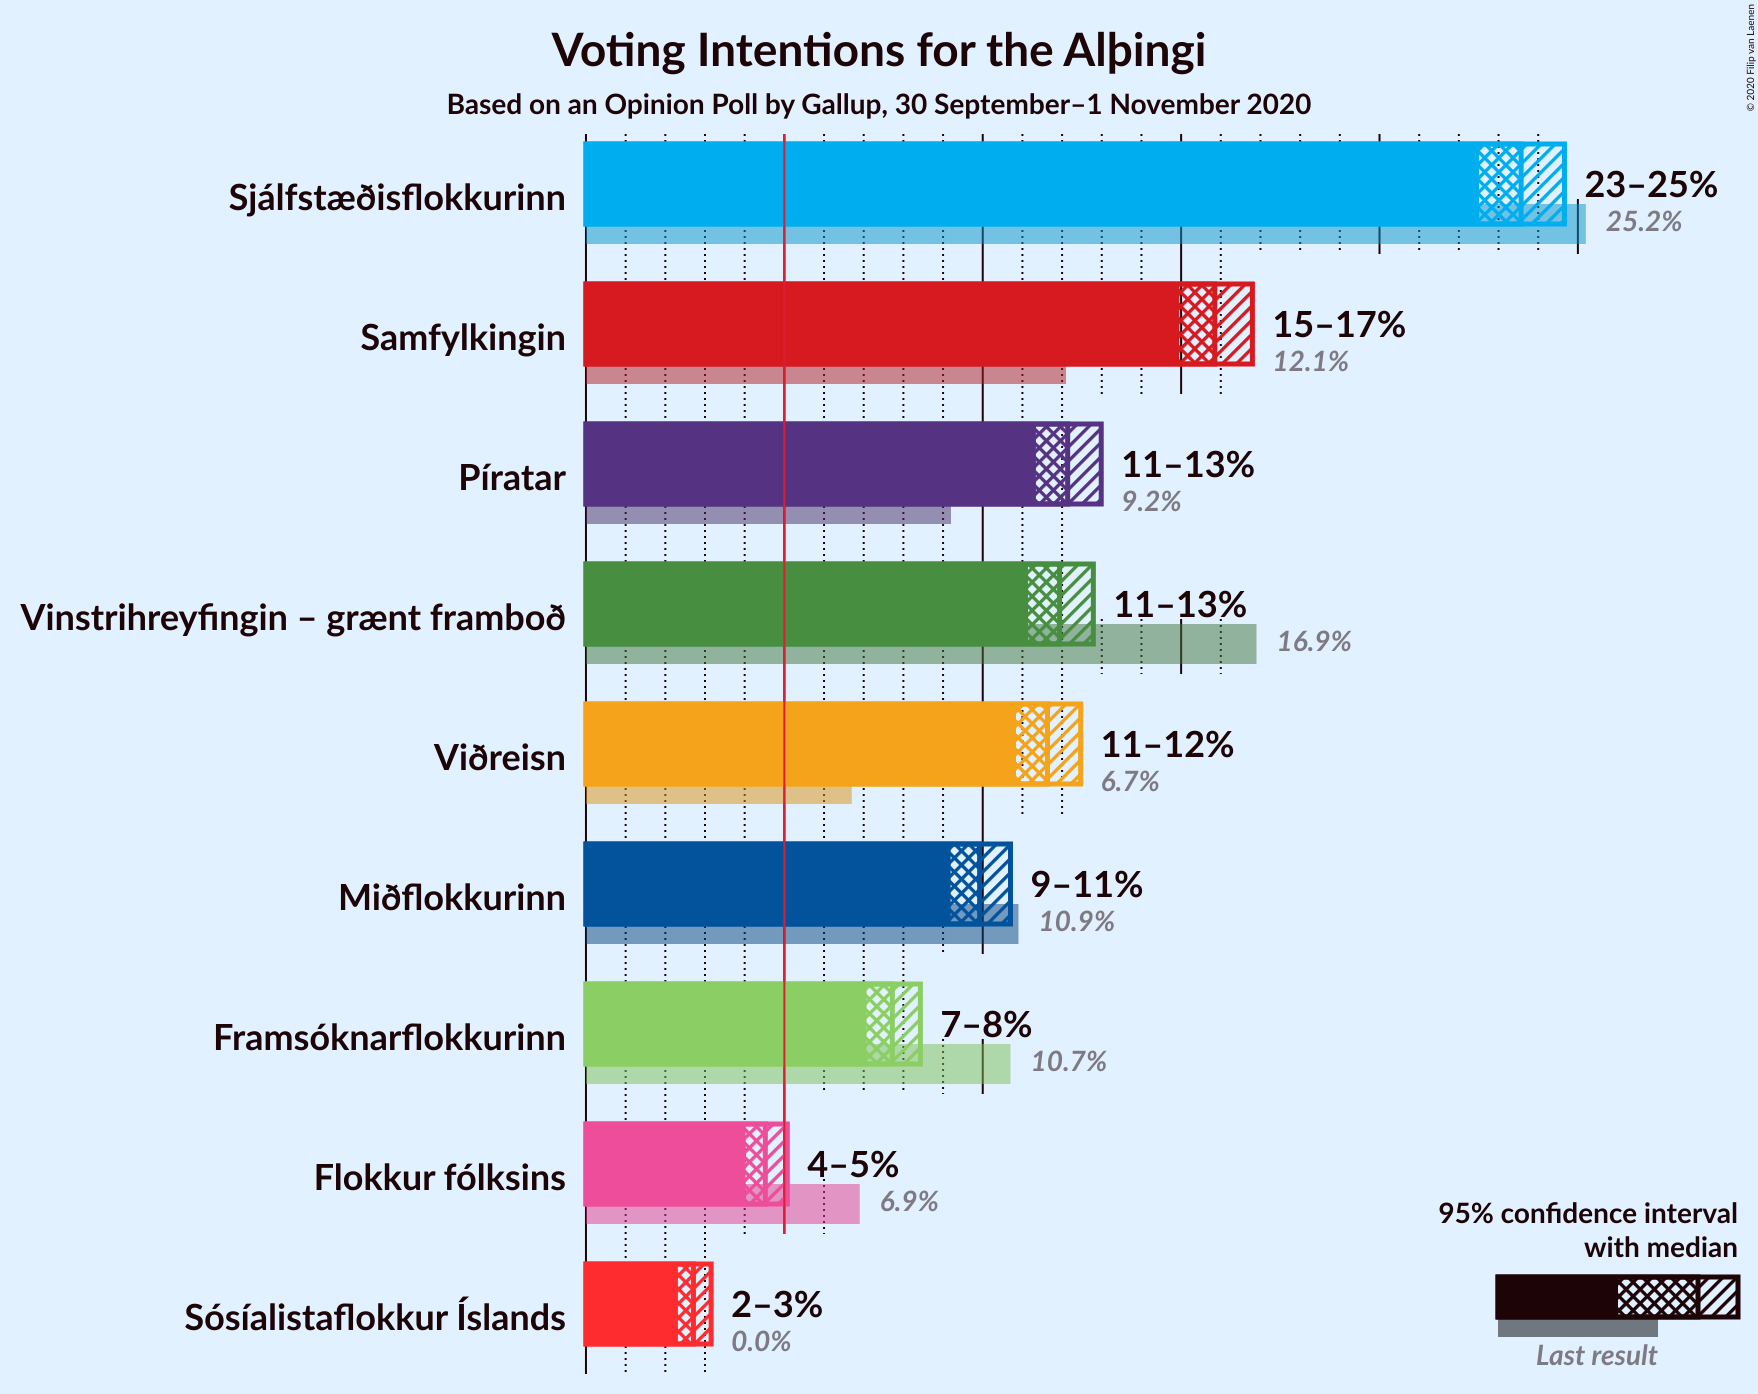 Voting Intentions for the Alþingi
Based on an Opinion Poll by Gallup, 30 September–1 November 2020
© 2020 Filip van Laenen
Sjálfstæðisflokkurinn
23–25%
25.2%
Samfylkingin
15–17%
12.1%
Píratar
11–13%
9.2%
Vinstrihreyfingin – grænt framboð
11–13%
16.9%
Viðreisn
11–12%
6.7%
Miðflokkurinn
9–11%
10.9%
Framsóknarflokkurinn
7–8%
10.7%
Flokkur fólksins
4–5%
6.9%
Sósíalistaflokkur Íslands
2–3%
0.0%
95% confidence interval
with median
Last result